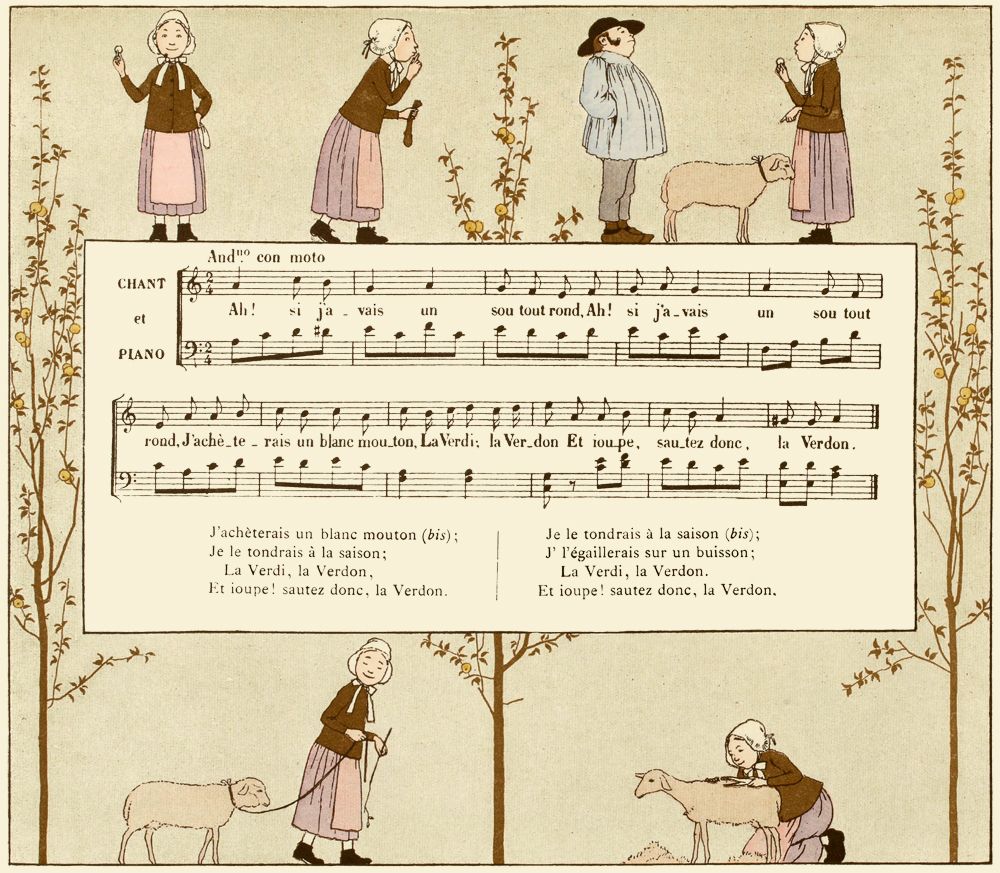 Andno. con moto
CHANT
et
PIANO
Ah! si j'a-vais un sou tout rond, Ah! si j'a-vais un sou tout
rond, J'achè-te-rais un blanc mou-ton, La Verdi; la Ver-don Et iou-pe, sau-tez donc, la Verdon.
J'achèterais un blanc mouton (bis);
Je le tondrais à la saison;
La Verdi, la Verdon,
Et ioupe! sautez donc, la Verdon.
Je le tondrais à la saison (bis);
J' l'égaillerais sur un buisson;
La Verdi, la Verdon.
Et ioupe! sautez donc, la Verdon.